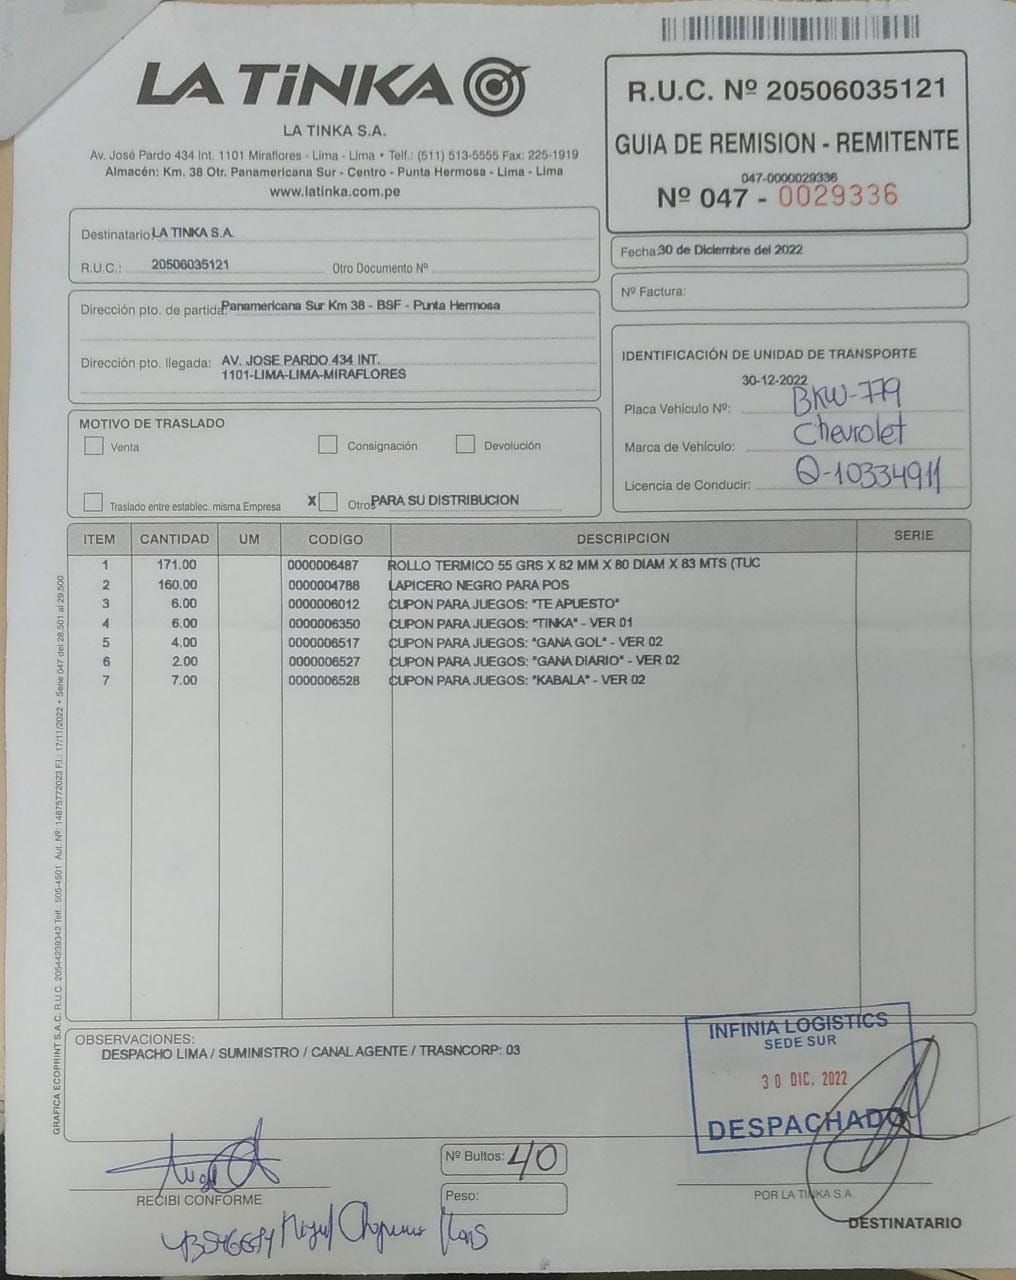 LA TiNKA
LA TINKA S.A.
Av. José Pardo 434 Int. 1101 Miraflores - Lima - Lima • Telf.: (511) 513-5555 Fax: 225-1919
Almacén: Km. 38 Otr. Panamericana Sur - Centro - Punta Hermosa - Lima - Lima
www.latinka.com.pe
R.U.C. Nº 20506035121
GUIA DE REMISION - REMITENTE
047-0000029336
Nº 047 - 0029336
Destinatario: LA TINKA S.A.
R.U.C.: 20506035121 Otro Documento Nº
Fecha: 30 de Diciembre del 2022
Nº Factura:
Dirección pto. de partida: Panamericana Sur Km 38 - BSF - Punta Hermosa
Dirección pto. llegada: AV. JOSE PARDO 434 INT.
1101-LIMA-LIMA-MIRAFLORES
IDENTIFICACIÓN DE UNIDAD DE TRANSPORTE
30-12-2022
Placa Vehículo Nº: BKW-779
Marca de Vehículo: Chevrolet
Licencia de Conducir: Q-10334911
MOTIVO DE TRASLADO
Venta Consignación Devolución
Traslado entre establec. misma Empresa X Otros PARA SU DISTRIBUCION
ITEM CANTIDAD UM CODIGO DESCRIPCION SERIE
1 171.00 0000006487 ROLLO TERMICO 55 GRS X 82 MM X 80 DIAM X 83 MTS (TUC
2 160.00 0000004788 LAPICERO NEGRO PARA POS
3 6.00 0000006012 CUPON PARA JUEGOS: "TE APUESTO"
4 6.00 0000006350 CUPON PARA JUEGOS: "TINKA" - VER 01
5 4.00 0000006517 CUPON PARA JUEGOS: "GANA GOL" - VER 02
6 2.00 0000006527 CUPON PARA JUEGOS: "GANA DIARIO" - VER 02
7 7.00 0000006528 CUPON PARA JUEGOS: "KABALA" - VER 02
GRAFICA ECOPRINT S.A.C. R.U.C. 20544239342 Telf.: 505-4501 Aut. Nº: 14875772023 F.I.: 17/11/2022 • Serie 047 del 28,501 al 29,500
OBSERVACIONES:
DESPACHO LIMA / SUMINISTRO / CANAL AGENTE / TRASNCORP: 03
INFINIA LOGISTICS
SEDE SUR
30 DIC. 2022
DESPACHADO
RECIBI CONFORME
Nº Bultos: 40
Peso:
POR LA TINKA S.A.
DESTINATARIO